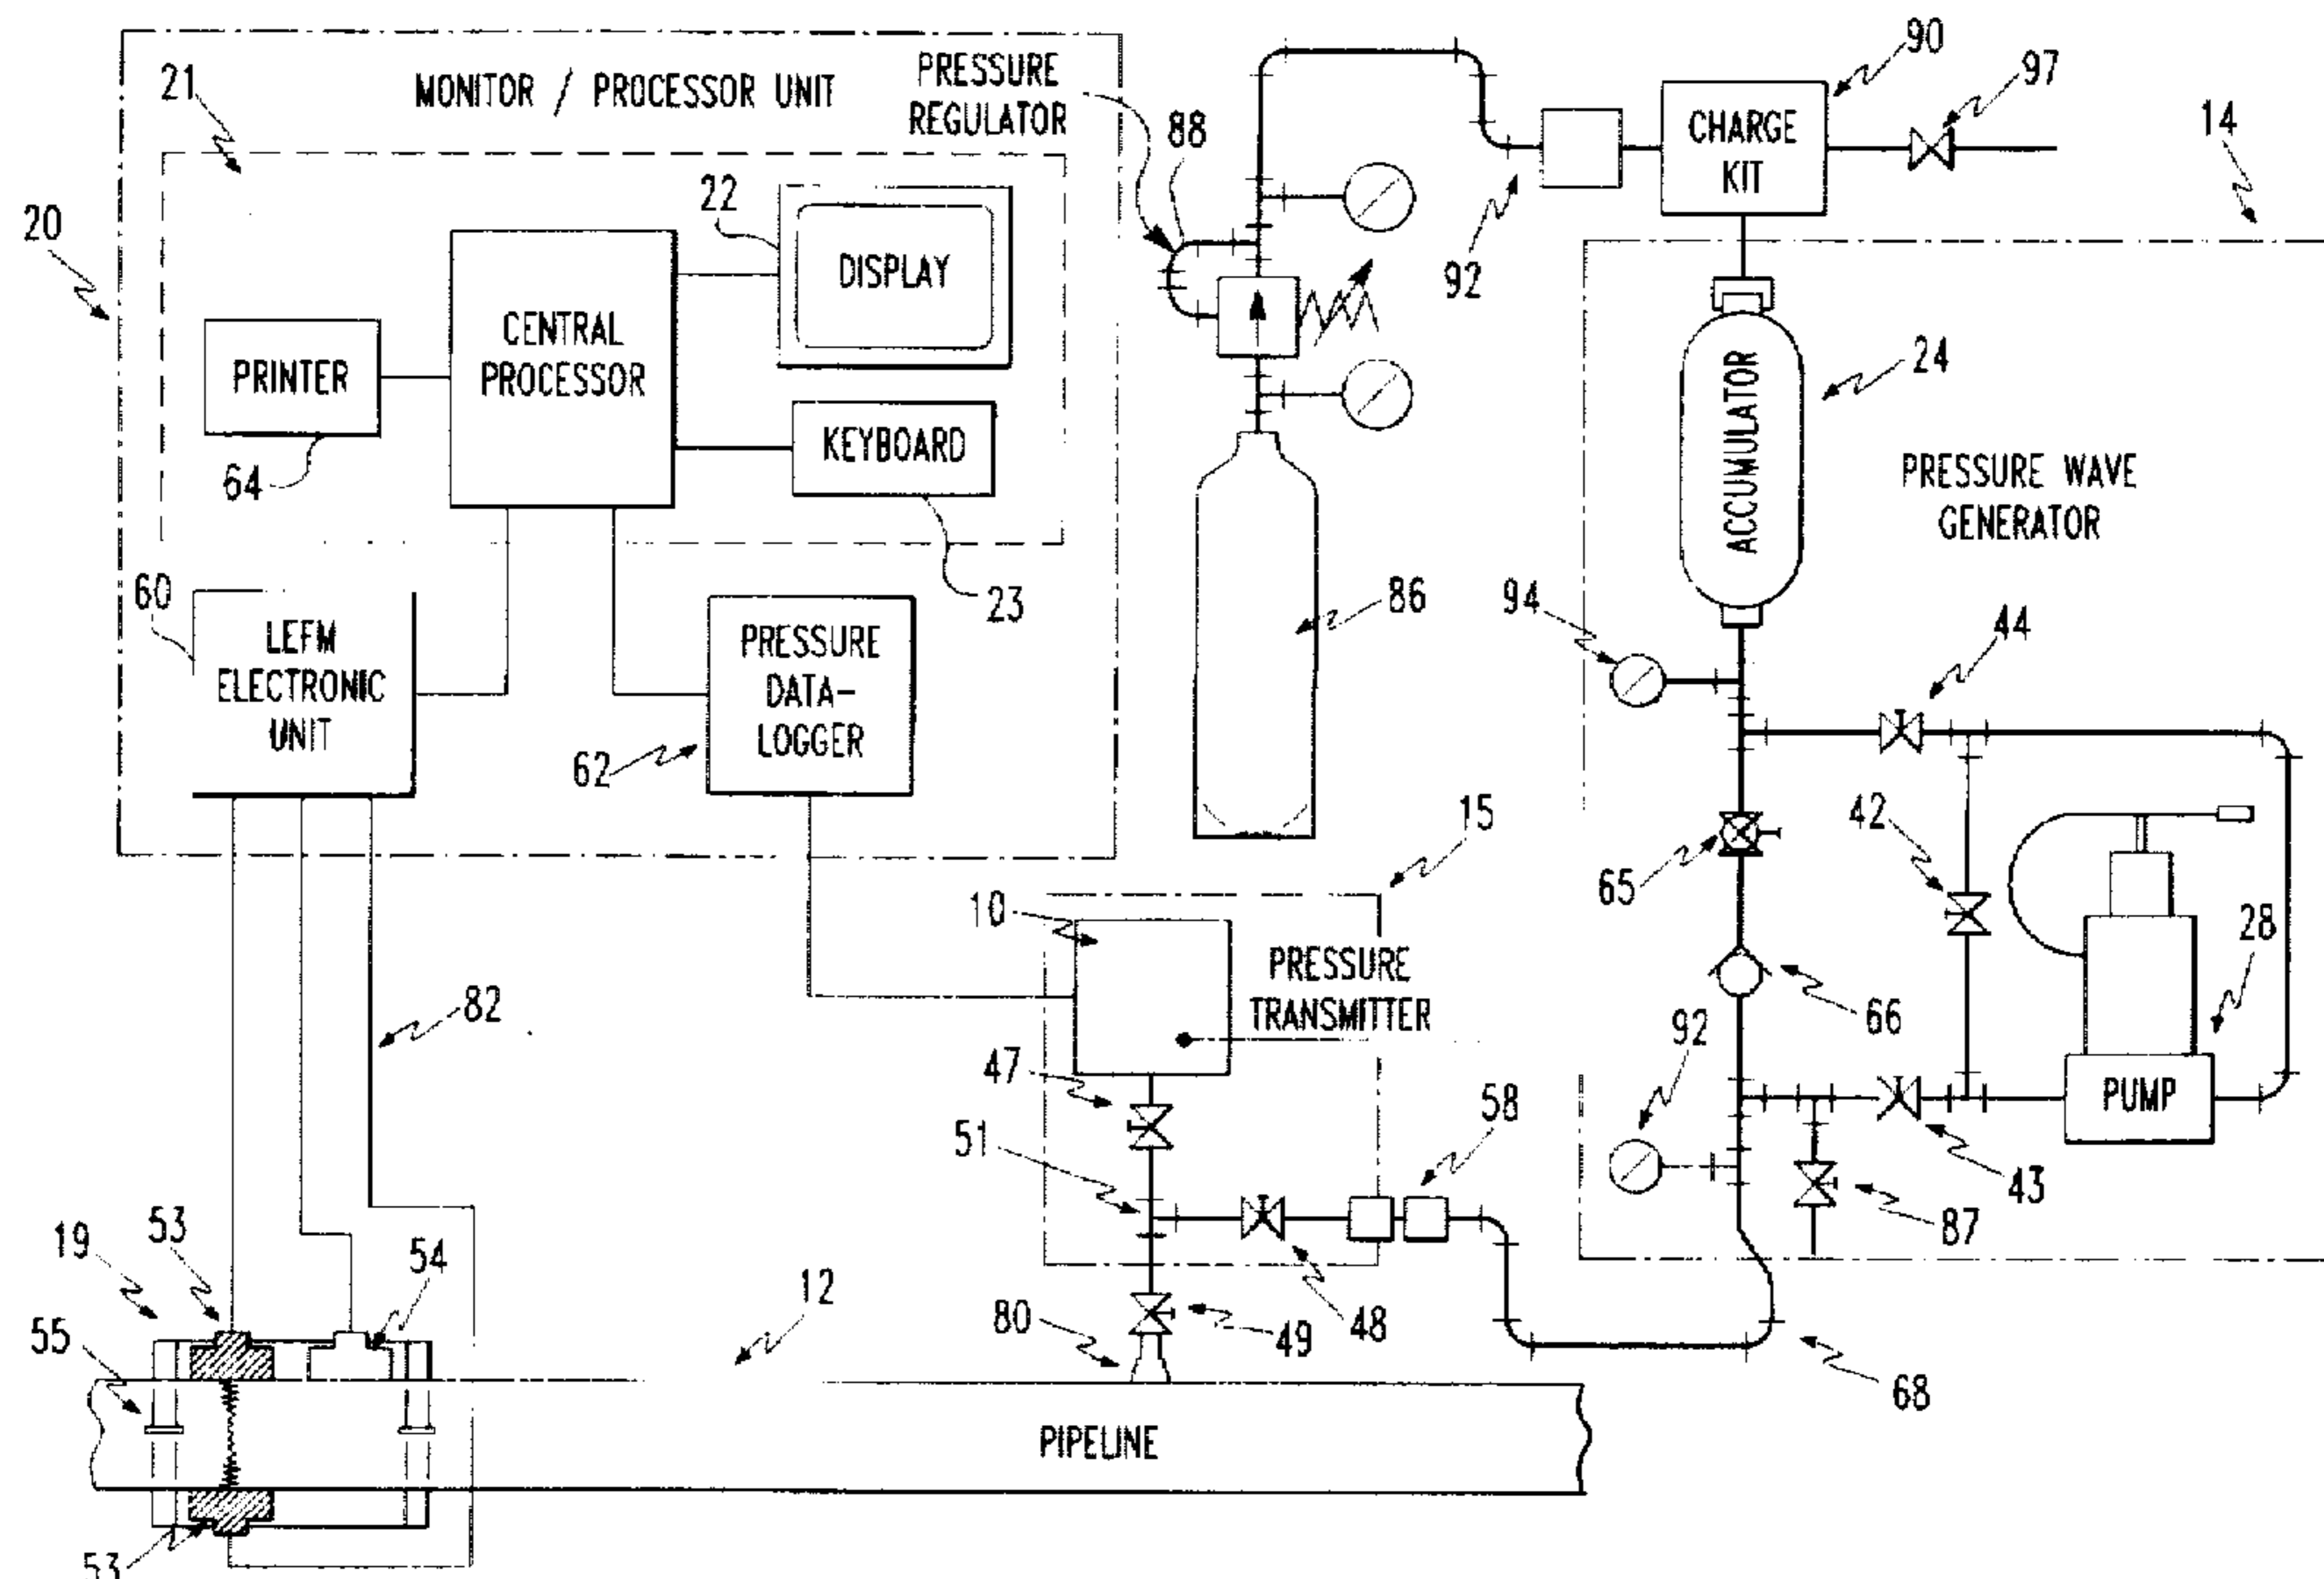 90
97
PRESSURE
REGULATOR
21
MONITOR / PROCESSOR UNIT
88
CHARGE
KIT
14
22
20
DISPLAY
92
CENTRAL
PROCESSOR
PRINTER
24
ACCUMULATOR
KEYBOARD
64
PRESSURE WAVE
GENERATOR
60
23
86
94
44
LEFM
ELECTRONIC
UNIT
PRESSURE
DATA-
LOGGER
62
15
42
65
10
28
PRESSURE
TRANSMITTER
82
66
92
47
58
PUMP
51
43
87
19
53
54
12
80
49
48
55
68
PIPELINE
53